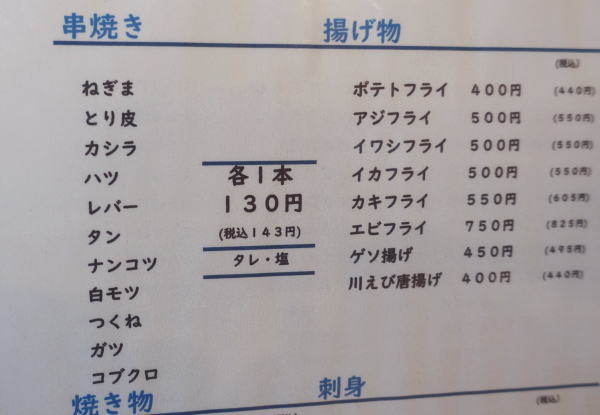 串焼き
ねぎま
とり皮
カシラ
ハツ
レバー
タン
ナンコツ
白モツ
つくね
ガツ
コブクロ
各1本
130円
(税込143円)
タレ・塩
揚げ物
(税込)
ポテトフライ 400円 (440円)
アジフライ 500円 (550円)
イワシフライ 500円 (550円)
イカフライ 500円 (550円)
カキフライ 550円 (605円)
エビフライ 750円 (825円)
ゲソ揚げ 450円 (495円)
川えび唐揚げ 400円 (440円)
焼き物
(税込)
刺身
(税込)